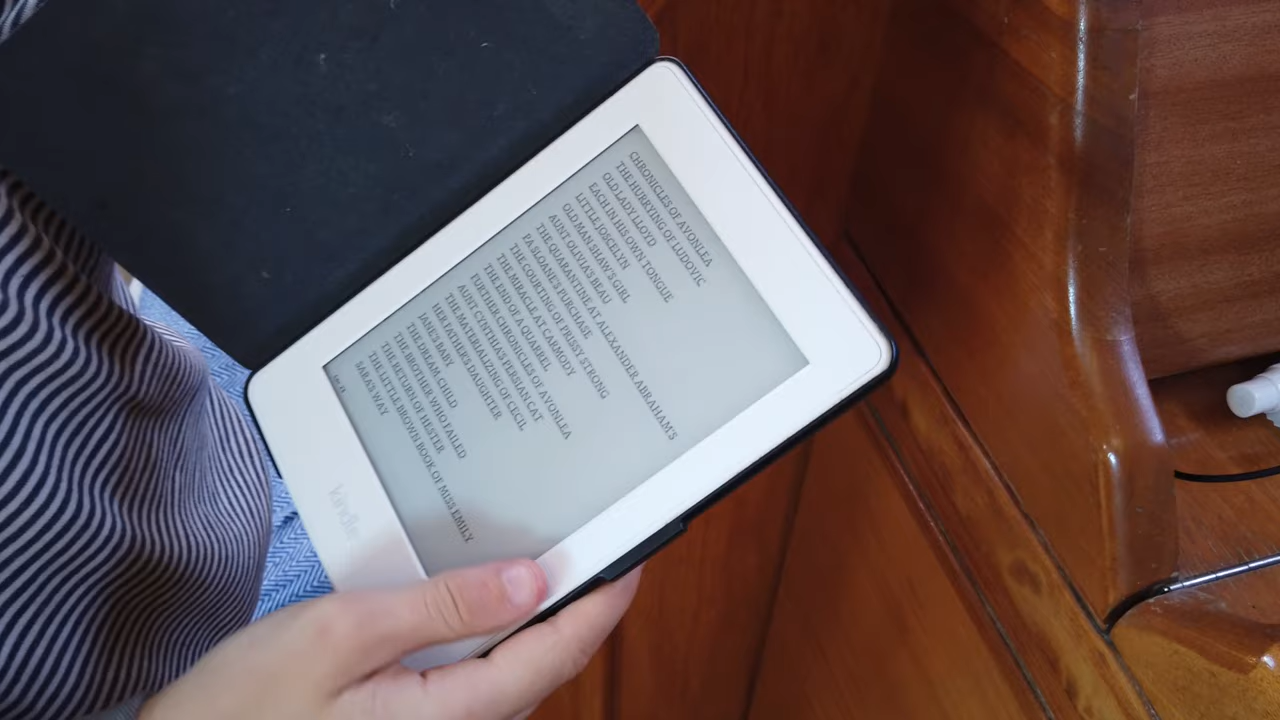 CHRONICLES OF AVONLEA
THE HURRYING OF LUDOVIC
OLD LADY LLOYD
EACH IN HIS OWN TONGUE
LITTLE JOSCELYN
OLD MAN SHAW'S GIRL
AUNT OLIVIA'S BEAU
THE QUARANTINE AT ALEXANDER ABRAHAM'S
PA SLOANE'S PURCHASE
THE COURTING OF PRISSY STRONG
THE MIRACLE AT CARMODY
THE END OF A QUARREL
FURTHER CHRONICLES OF AVONLEA
AUNT CYNTHIA'S PERSIAN CAT
THE MATERIALIZING OF CECIL
HER FATHER'S DAUGHTER
JANE'S BABY
THE DREAM-CHILD
THE BROTHER WHO FAILED
THE RETURN OF HESTER
THE LITTLE BROWN BOOK OF MISS EMILY
SARA'S WAY
kindle